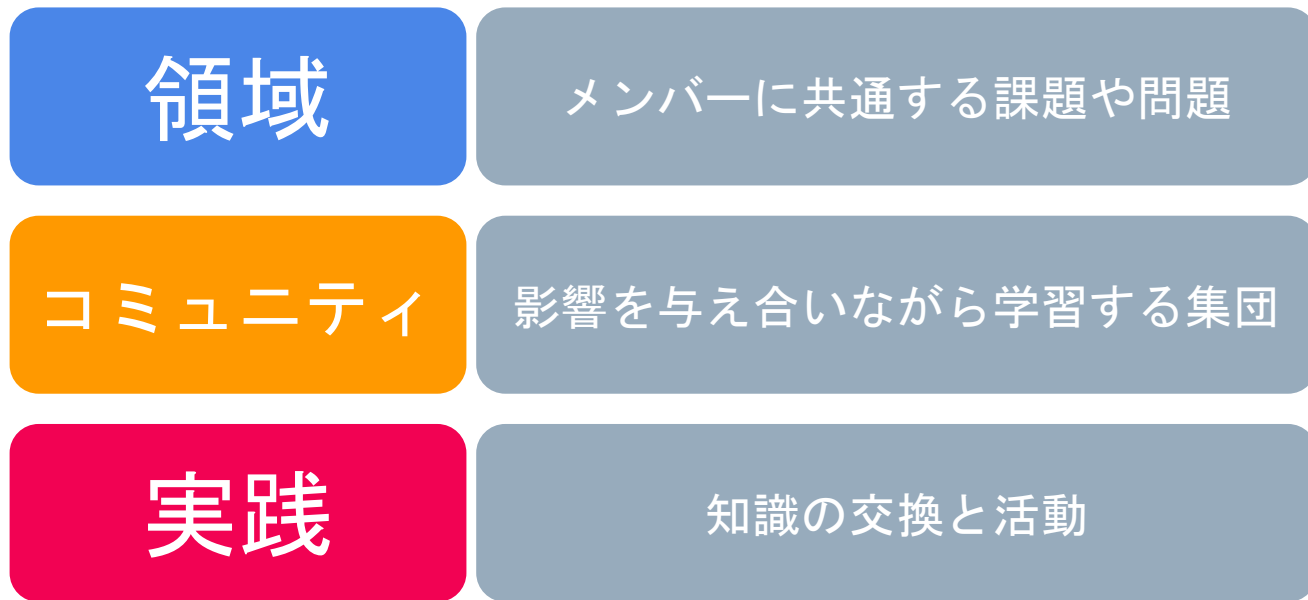 領域
メンバーに共通する課題や問題
コミュニティ
影響を与え合いながら学習する集団
実践
知識の交換と活動